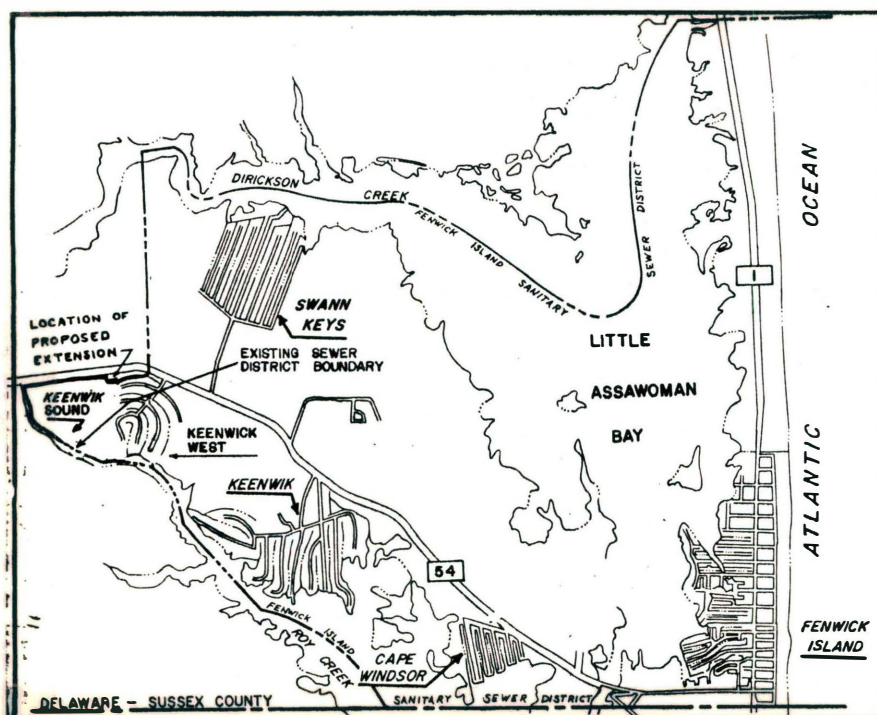 DIRICKSON CREEK
FENWICK ISLAND SANITARY SEWER DISTRICT
OCEAN
1
SWANN
KEYS
LOCATION OF
PROPOSED
EXTENSION
EXISTING SEWER
DISTRICT BOUNDARY
LITTLE
ASSAWOMAN
BAY
KEENWIK
SOUND
KEENWICK
WEST
KEENWIK
ATLANTIC
54
FENWICK ISLAND
ROY CREEK
CAPE
WINDSOR
FENWICK
ISLAND
DELAWARE - SUSSEX COUNTY
SANITARY SEWER DISTRICT